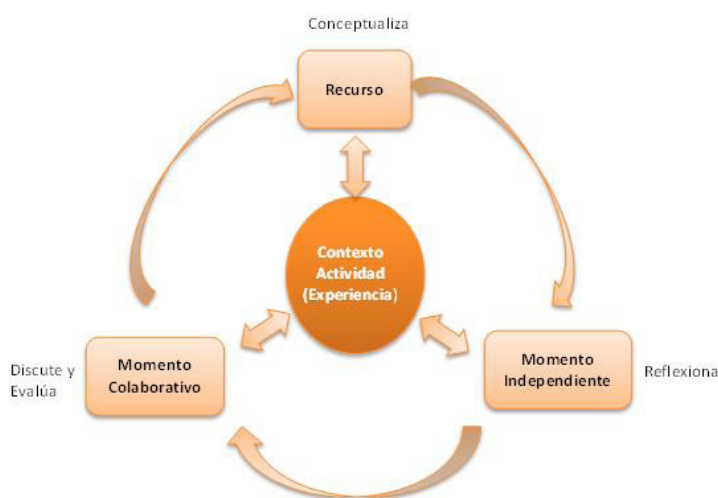 Conceptualiza
Recurso
Contexto
Actividad
(Experiencia)
Discute y
Evalúa
Momento
Colaborativo
Momento
Independiente
Reflexiona